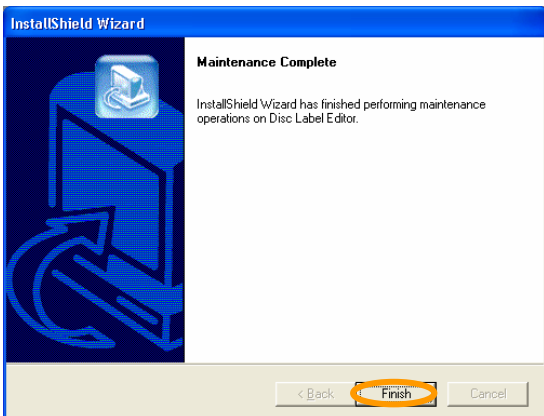 InstallShield Wizard
Maintenance Complete
InstallShield Wizard has finished performing maintenance
operations on Disc Label Editor.
< Back Finish Cancel